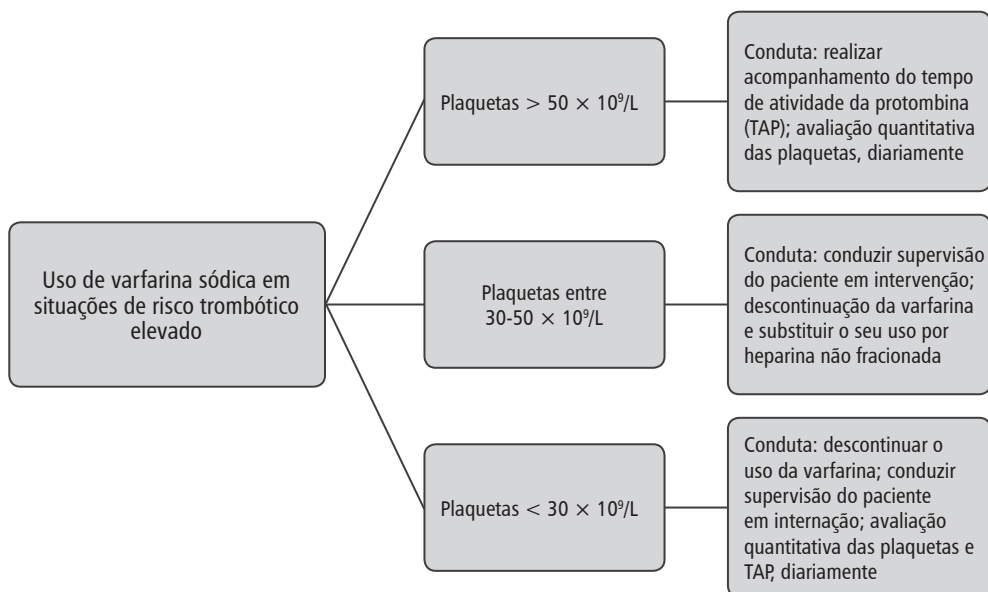 Uso de varfarina sódica em
situações de risco trombótico
elevado
Plaquetas > 50 × 10⁹/L
Conduta: realizar
acompanhamento do tempo
de atividade da protombina
(TAP); avaliação quantitativa
das plaquetas, diariamente
Plaquetas entre
30-50 × 10⁹/L
Conduta: conduzir supervisão
do paciente em intervenção;
descontinuação da varfarina
e substituir o seu uso por
heparina não fracionada
Plaquetas < 30 × 10⁹/L
Conduta: descontinuar o
uso da varfarina; conduzir
supervisão do paciente
em internação; avaliação
quantitativa das plaquetas e
TAP, diariamente